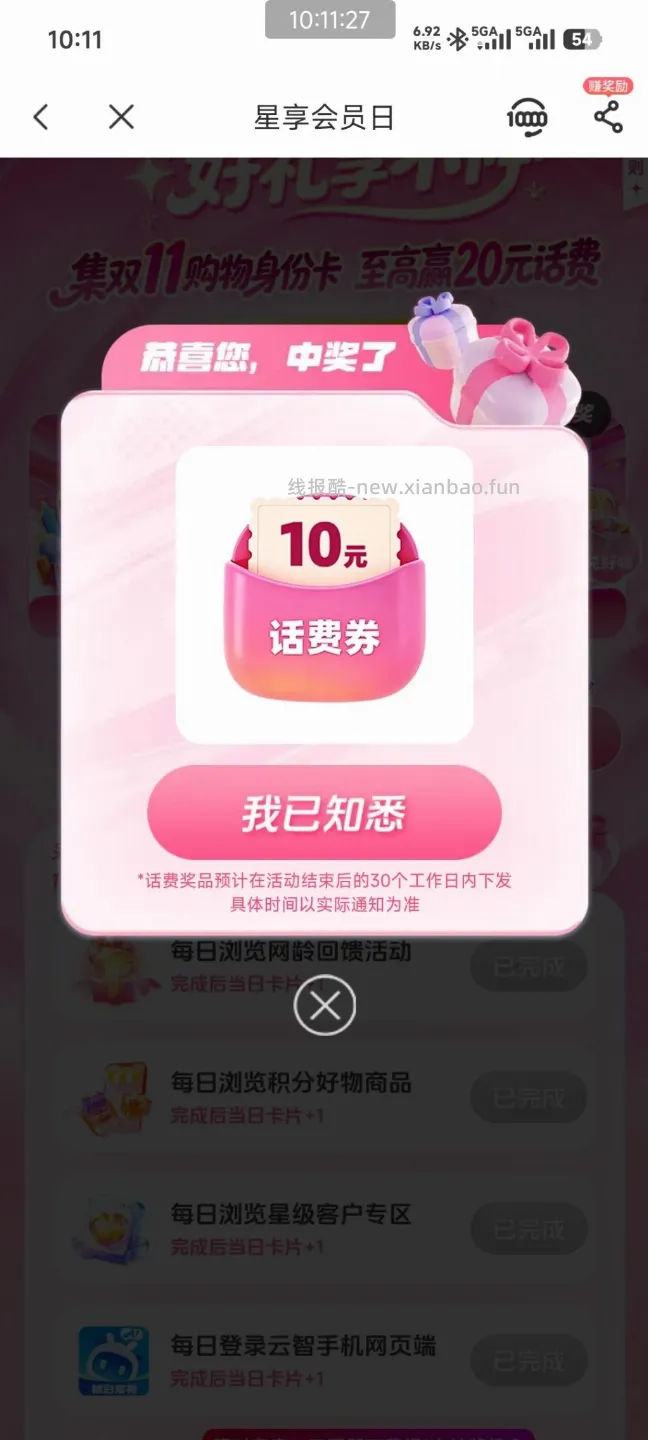 10:11
10:11:27
6.92
KB/s
5GA
5GA
54
赚奖励
星享会员日
10000
好礼享不停
则
集双11购物身份卡 至高赢20元话费
恭喜您，中奖了
奖
线报酷-new.xianbao.fun
10元
话费券
我已知悉
*话费奖品预计在活动结束后的30个工作日内下发
具体时间以实际通知为准
每日浏览网龄回馈活动
完成后当日卡片+1
已完成
每日浏览积分好物商品
完成后当日卡片+1
已完成
每日浏览星级客户专区
完成后当日卡片+1
已完成
每日登录云智手机网页端
完成后当日卡片+1
已完成